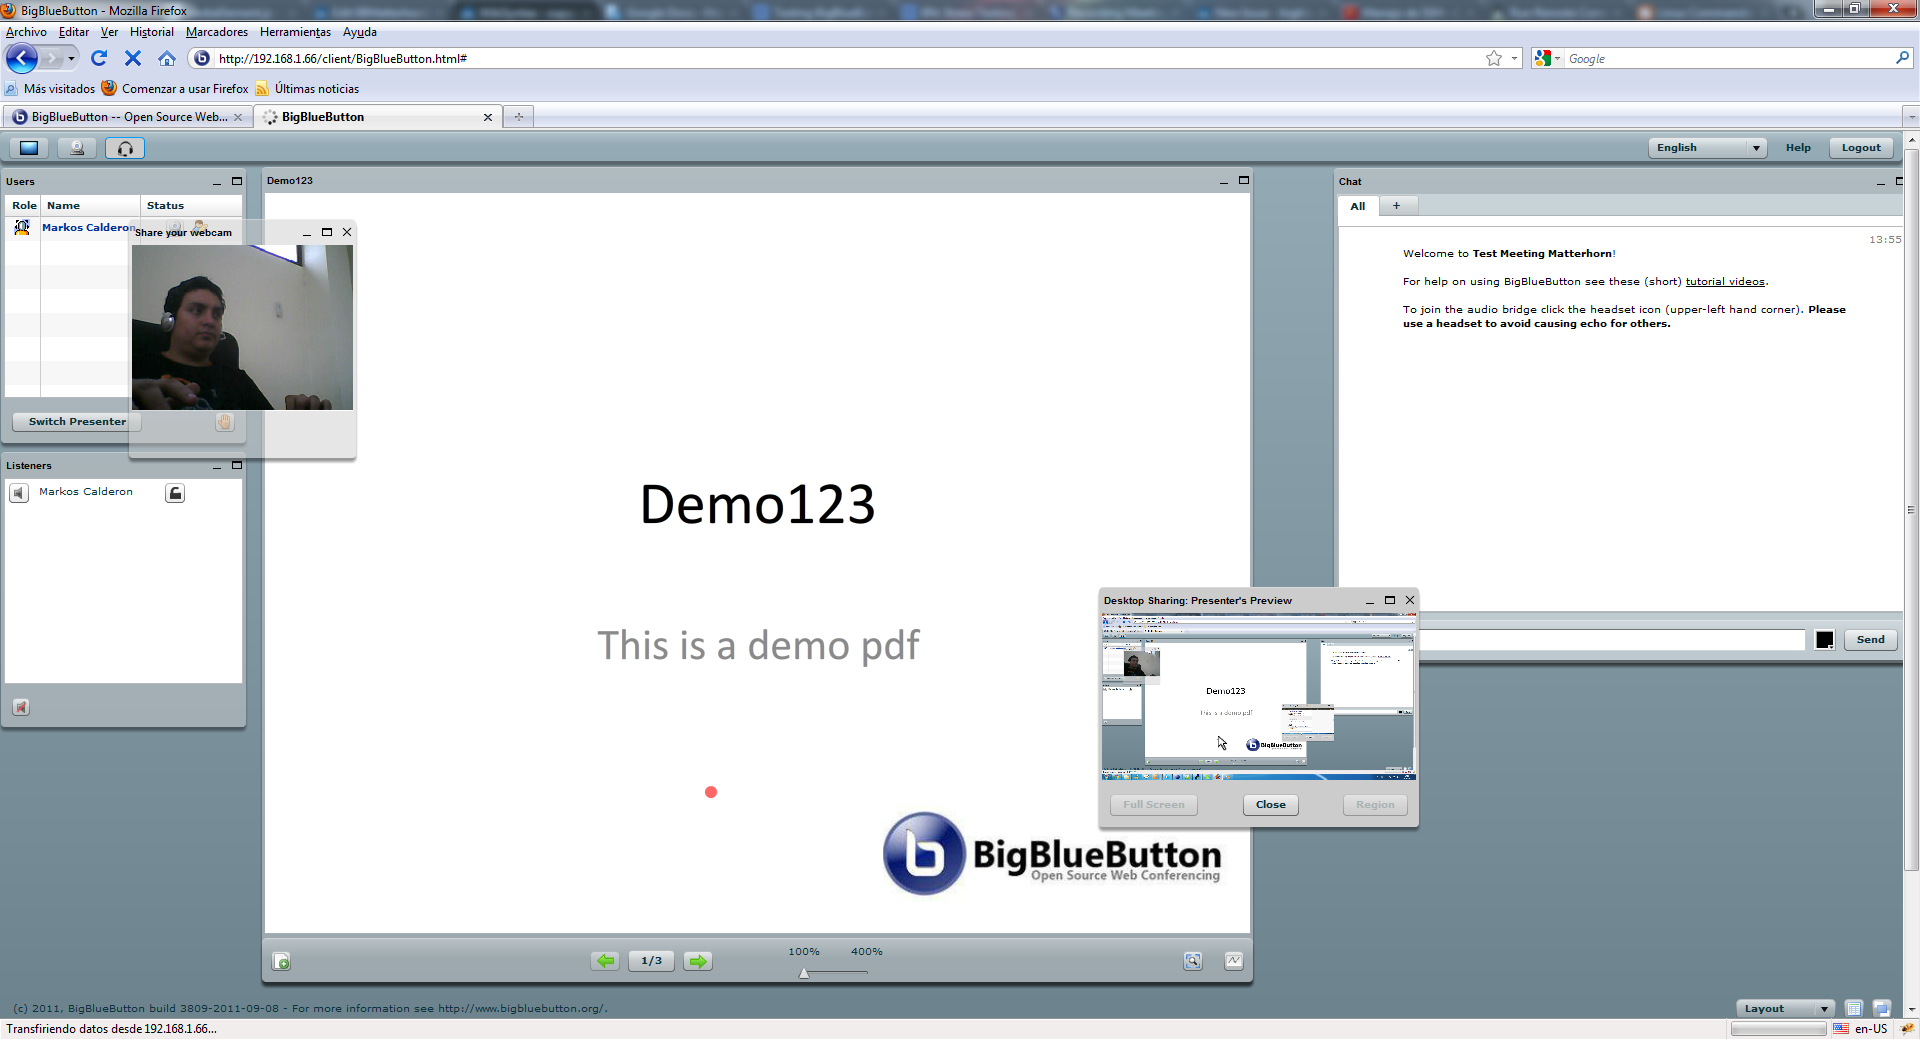 BigBlueButton - Mozilla Firefox
Archivo Editar Ver Historial Marcadores Herramientas Ayuda
http://192.168.1.66/client/BigBlueButton.html#
Google
Más visitados Comenzar a usar Firefox Últimas noticias
BigBlueButton -- Open Source Web...
BigBlueButton
English
Help
Logout
Users
Role Name Status
Markos Calderon
Share your webcam
Switch Presenter
Listeners
Markos Calderon
Demo123
Demo123
This is a demo pdf
BigBlueButton
Open Source Web Conferencing
1/3
100% 400%
Chat
All +
13:55
Welcome to Test Meeting Matterhorn!
For help on using BigBlueButton see these (short) tutorial videos.
To join the audio bridge click the headset icon (upper-left hand corner). Please
use a headset to avoid causing echo for others.
Send
Desktop Sharing: Presenter's Preview
Demo123
This is a demo pdf
BigBlueButton
Full Screen Close Region
(c) 2011, BigBlueButton build 3809-2011-09-08 - For more information see http://www.bigbluebutton.org/.
Layout
Transfiriendo datos desde 192.168.1.66...
en-US